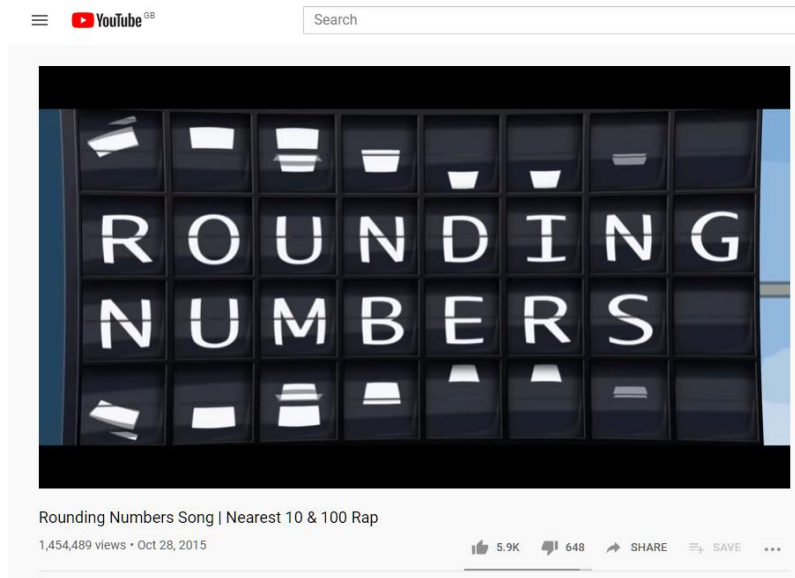 YouTube GB
Search
ROUNDING
NUMBERS
Rounding Numbers Song | Nearest 10 & 100 Rap
1,454,489 views • Oct 28, 2015
5.9K 648 SHARE SAVE